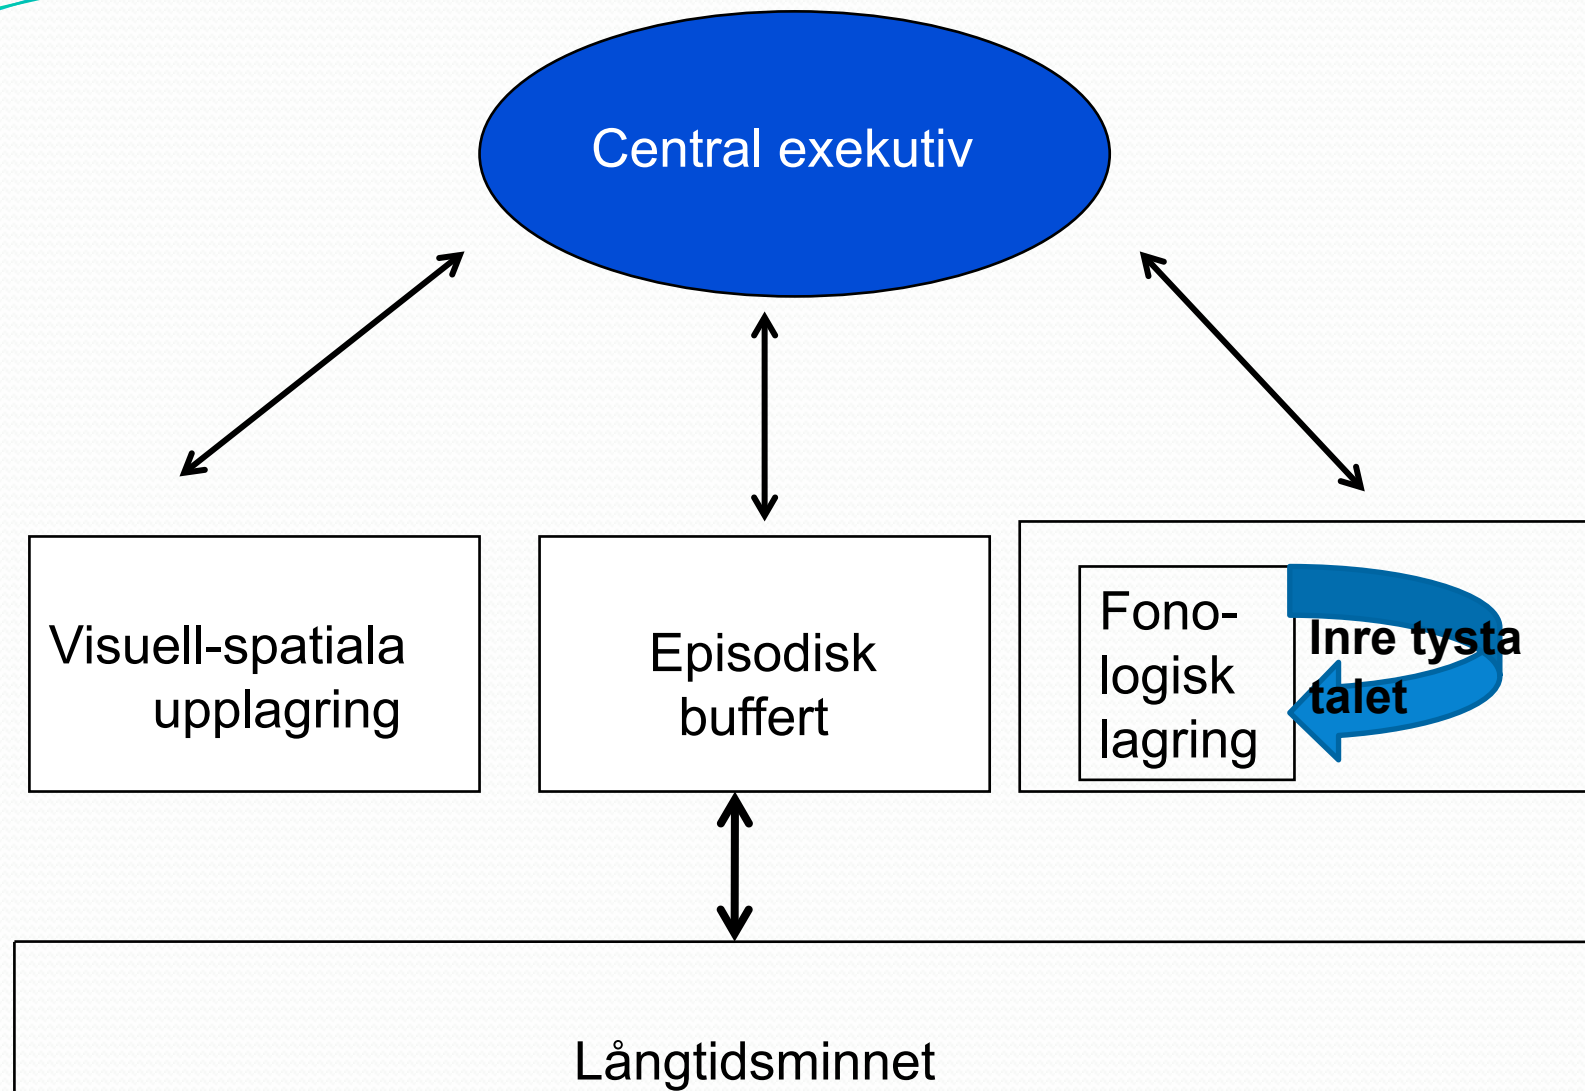 Central exekutiv
Visuell-spatiala
upplagring
Episodisk
buffert
Fono-
logisk
lagring
Inre tysta
talet
Långtidsminnet